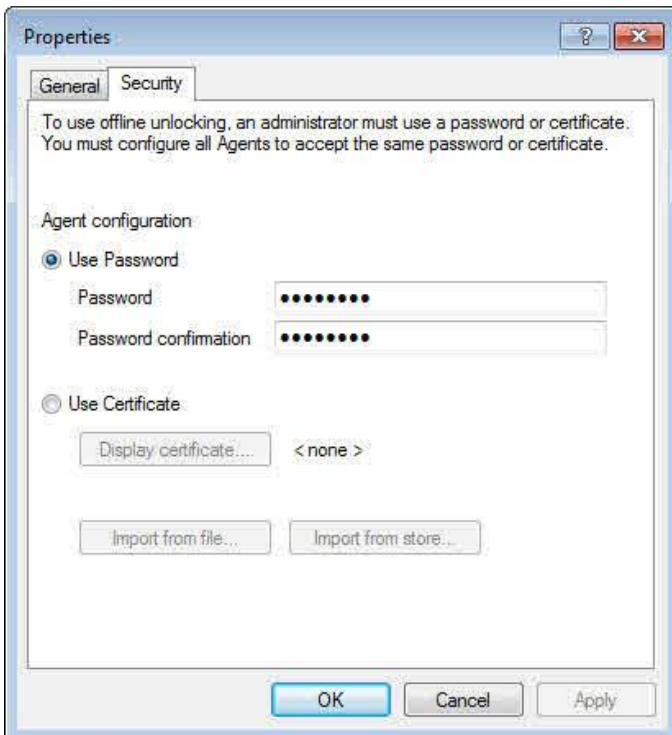 Properties
General Security
To use offline unlocking, an administrator must use a password or certificate.
You must configure all Agents to accept the same password or certificate.
Agent configuration
Use Password
Password ●●●●●●●●
Password confirmation ●●●●●●●●
Use Certificate
Display certificate.... < none >
Import from file... Import from store...
OK Cancel Apply